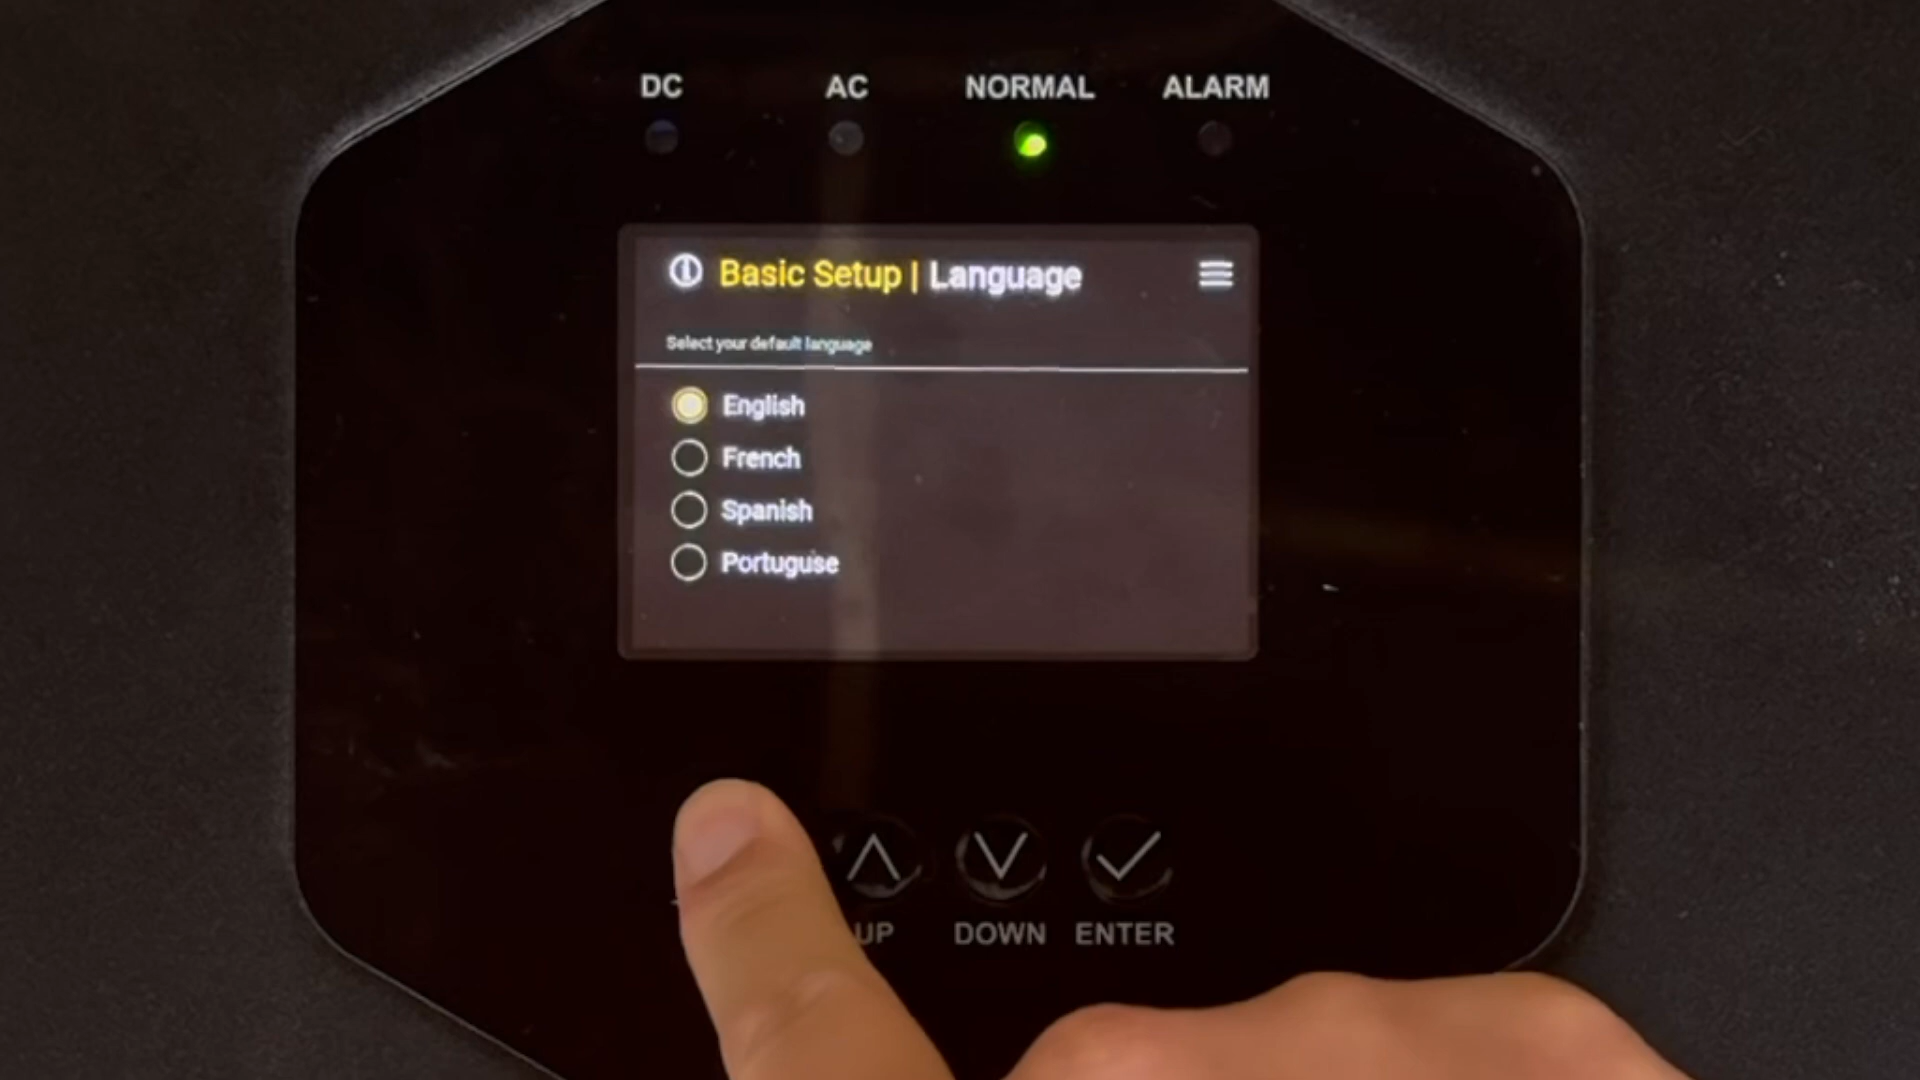 DC AC NORMAL ALARM
Basic Setup | Language
Select your default language
English
French
Spanish
Portuguse
UP DOWN ENTER